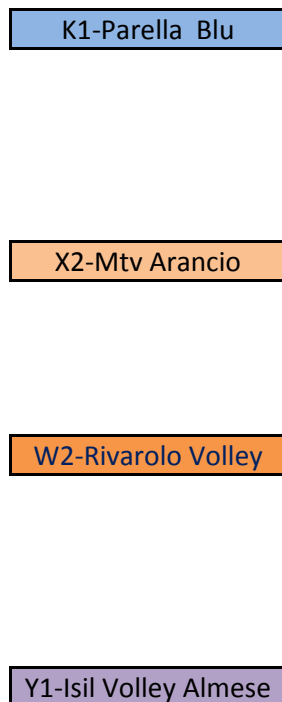 K1-Parella  Blu
X2-Mtv Arancio
W2-Rivarolo Volley
Y1-Isil Volley Almese